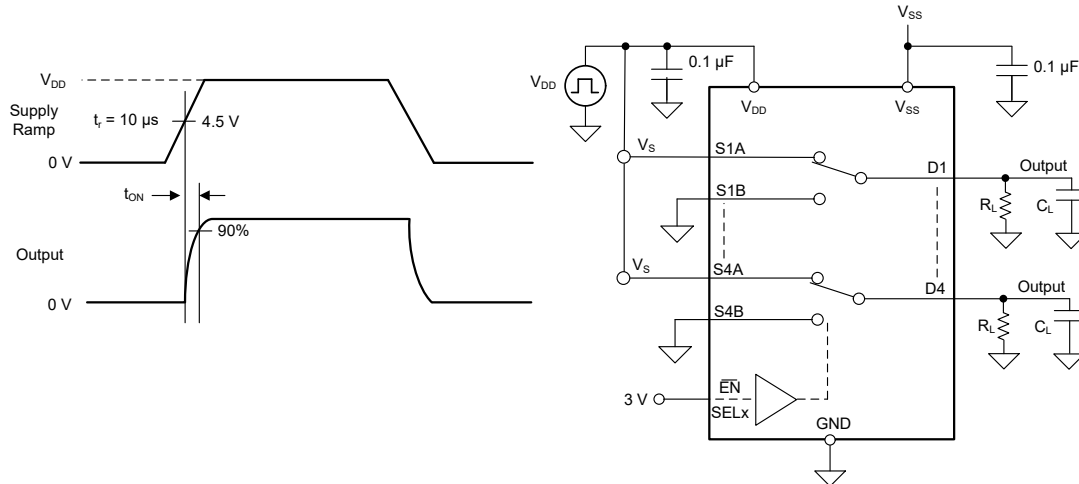 V_DD
Supply
Ramp
t_r = 10 µs
4.5 V
0 V
t_ON
90%
Output
0 V
V_SS
0.1 µF
0.1 µF
V_DD
V_DD
V_SS
V_S
S1A
D1
Output
S1B
R_L
C_L
V_S
S4A
D4
Output
S4B
R_L
C_L
3 V
E̅N̅
SELx
GND